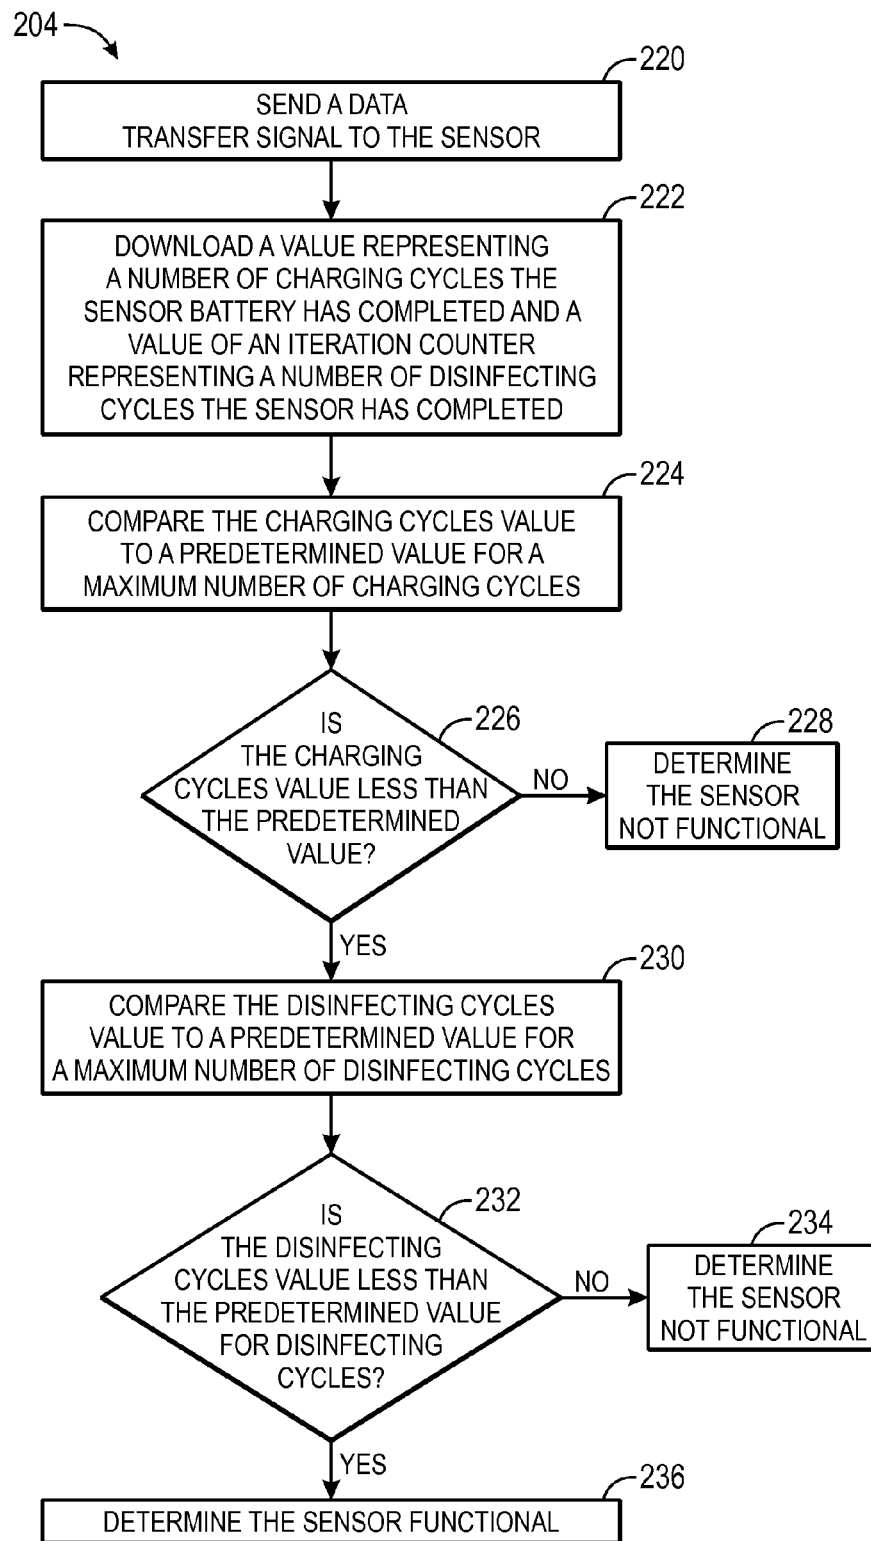 204
220
SEND A DATA
TRANSFER SIGNAL TO THE SENSOR
222
DOWNLOAD A VALUE REPRESENTING
A NUMBER OF CHARGING CYCLES THE
SENSOR BATTERY HAS COMPLETED AND A
VALUE OF AN ITERATION COUNTER
REPRESENTING A NUMBER OF DISINFECTING
CYCLES THE SENSOR HAS COMPLETED
224
COMPARE THE CHARGING CYCLES VALUE
TO A PREDETERMINED VALUE FOR A
MAXIMUM NUMBER OF CHARGING CYCLES
226
IS
THE CHARGING
CYCLES VALUE LESS THAN
THE PREDETERMINED
VALUE?
NO
228
DETERMINE
THE SENSOR
NOT FUNCTIONAL
YES
230
COMPARE THE DISINFECTING CYCLES
VALUE TO A PREDETERMINED VALUE FOR
A MAXIMUM NUMBER OF DISINFECTING CYCLES
232
IS
THE DISINFECTING
CYCLES VALUE LESS THAN
THE PREDETERMINED VALUE
FOR DISINFECTING
CYCLES?
NO
234
DETERMINE
THE SENSOR
NOT FUNCTIONAL
YES
236
DETERMINE THE SENSOR FUNCTIONAL